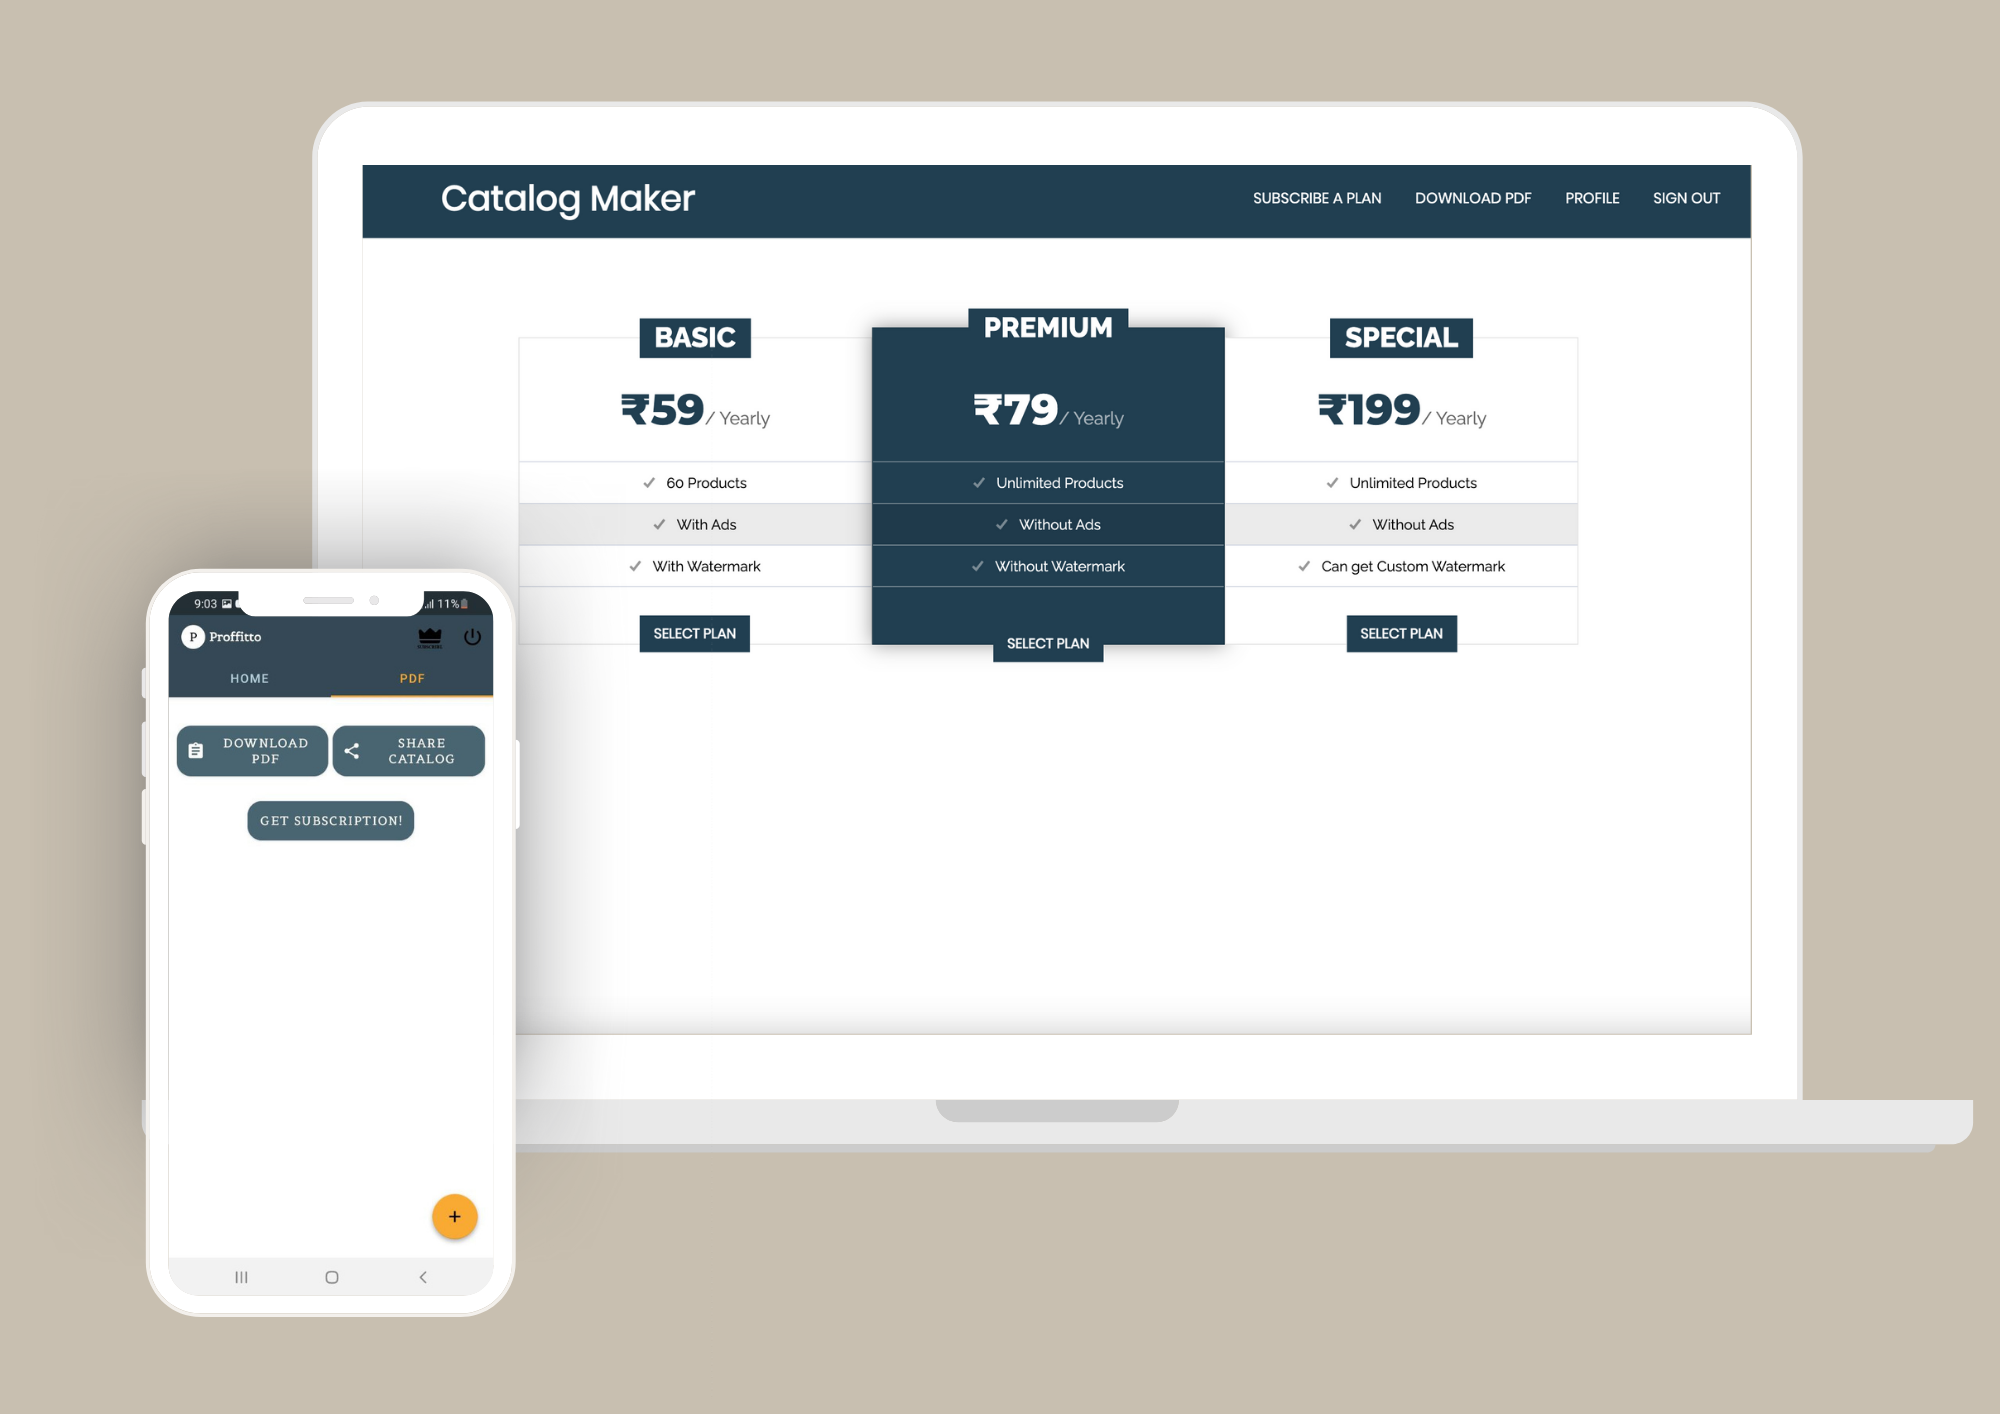 Catalog Maker
SUBSCRIBE A PLAN
DOWNLOAD PDF
PROFILE
SIGN OUT
BASIC
₹59/ Yearly
60 Products
With Ads
With Watermark
SELECT PLAN
PREMIUM
₹79/ Yearly
Unlimited Products
Without Ads
Without Watermark
SELECT PLAN
SPECIAL
₹199/ Yearly
Unlimited Products
Without Ads
Can get Custom Watermark
SELECT PLAN
9:03
11%
P Proffitto
SUBSCRIBE
HOME
PDF
DOWNLOAD
PDF
SHARE
CATALOG
GET SUBSCRIPTION!
+